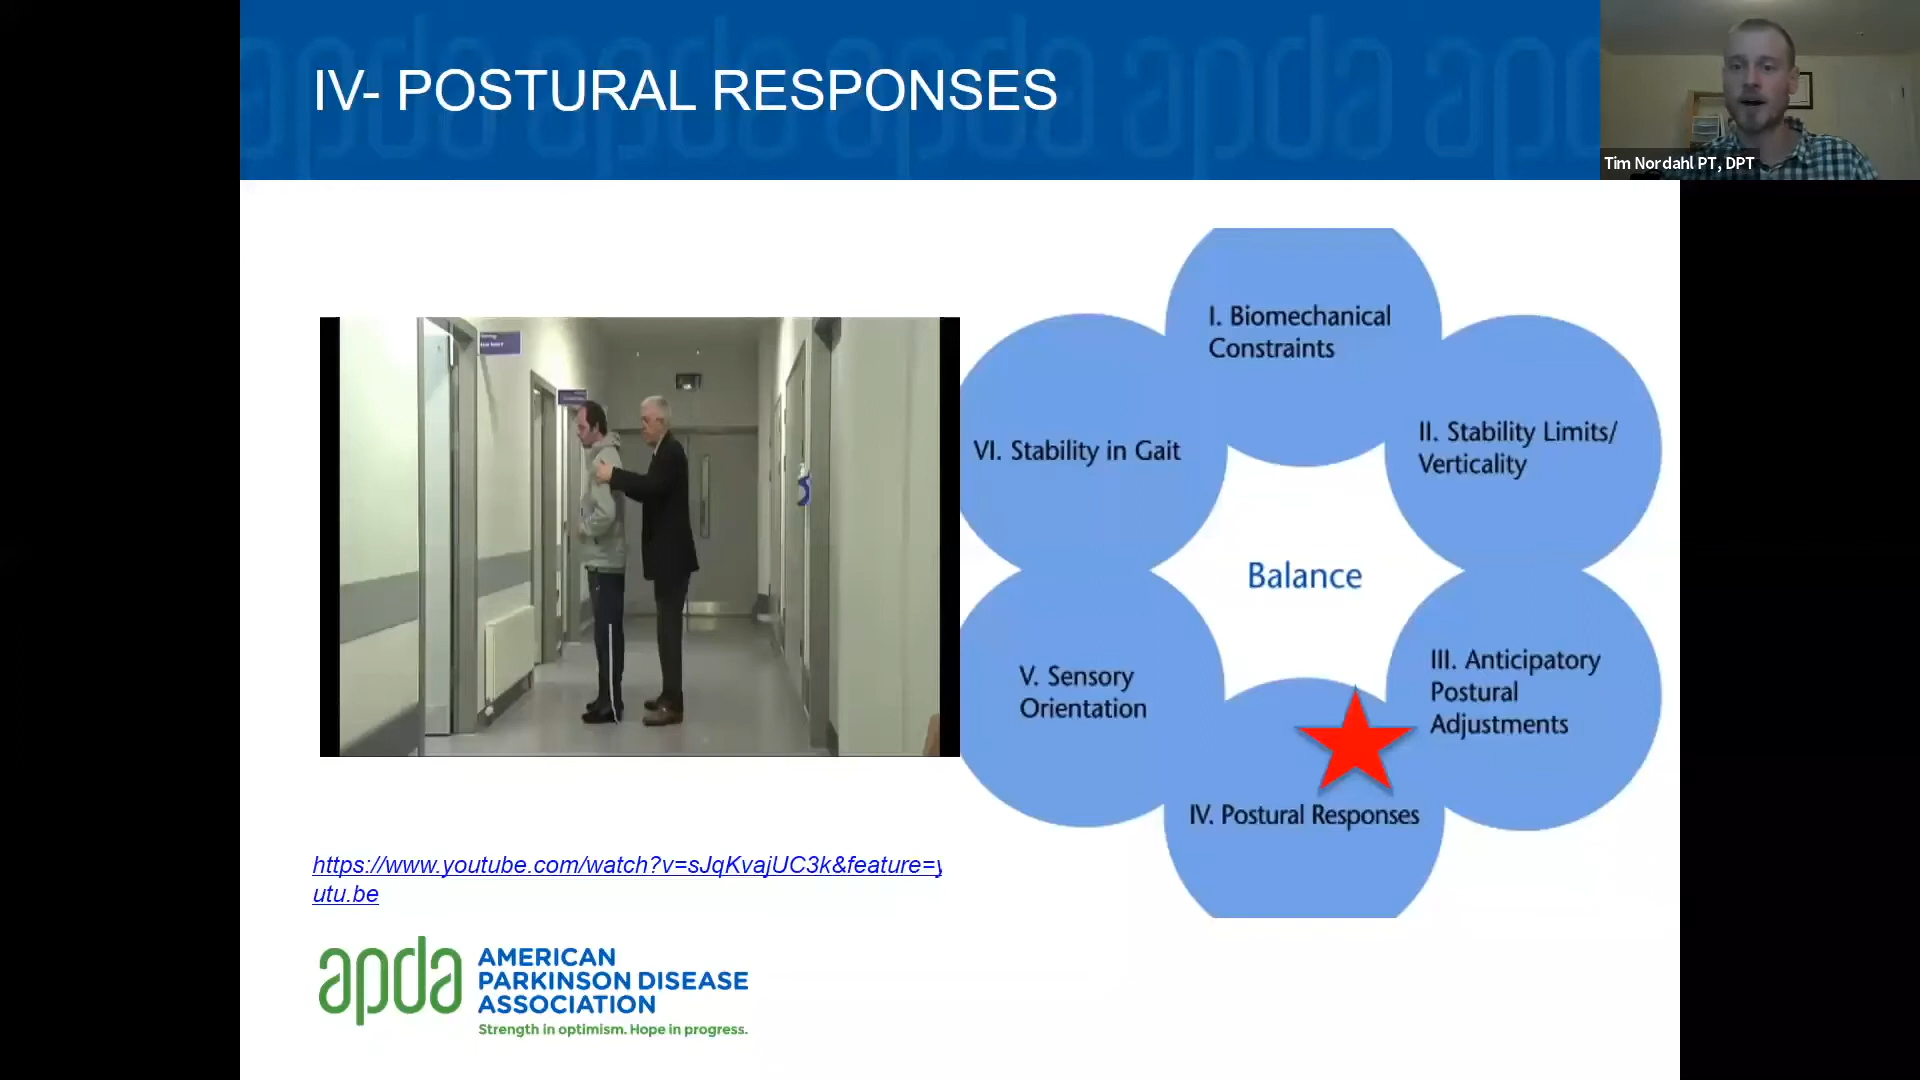 IV- POSTURAL RESPONSES
Tim Nordahl PT, DPT
I. Biomechanical
Constraints
II. Stability Limits/
Verticality
VI. Stability in Gait
Balance
III. Anticipatory
Postural
Adjustments
V. Sensory
Orientation
IV. Postural Responses
https://www.youtube.com/watch?v=sJqKvajUC3k&feature=y
utu.be
apda
AMERICAN
PARKINSON DISEASE
ASSOCIATION
Strength in optimism. Hope in progress.